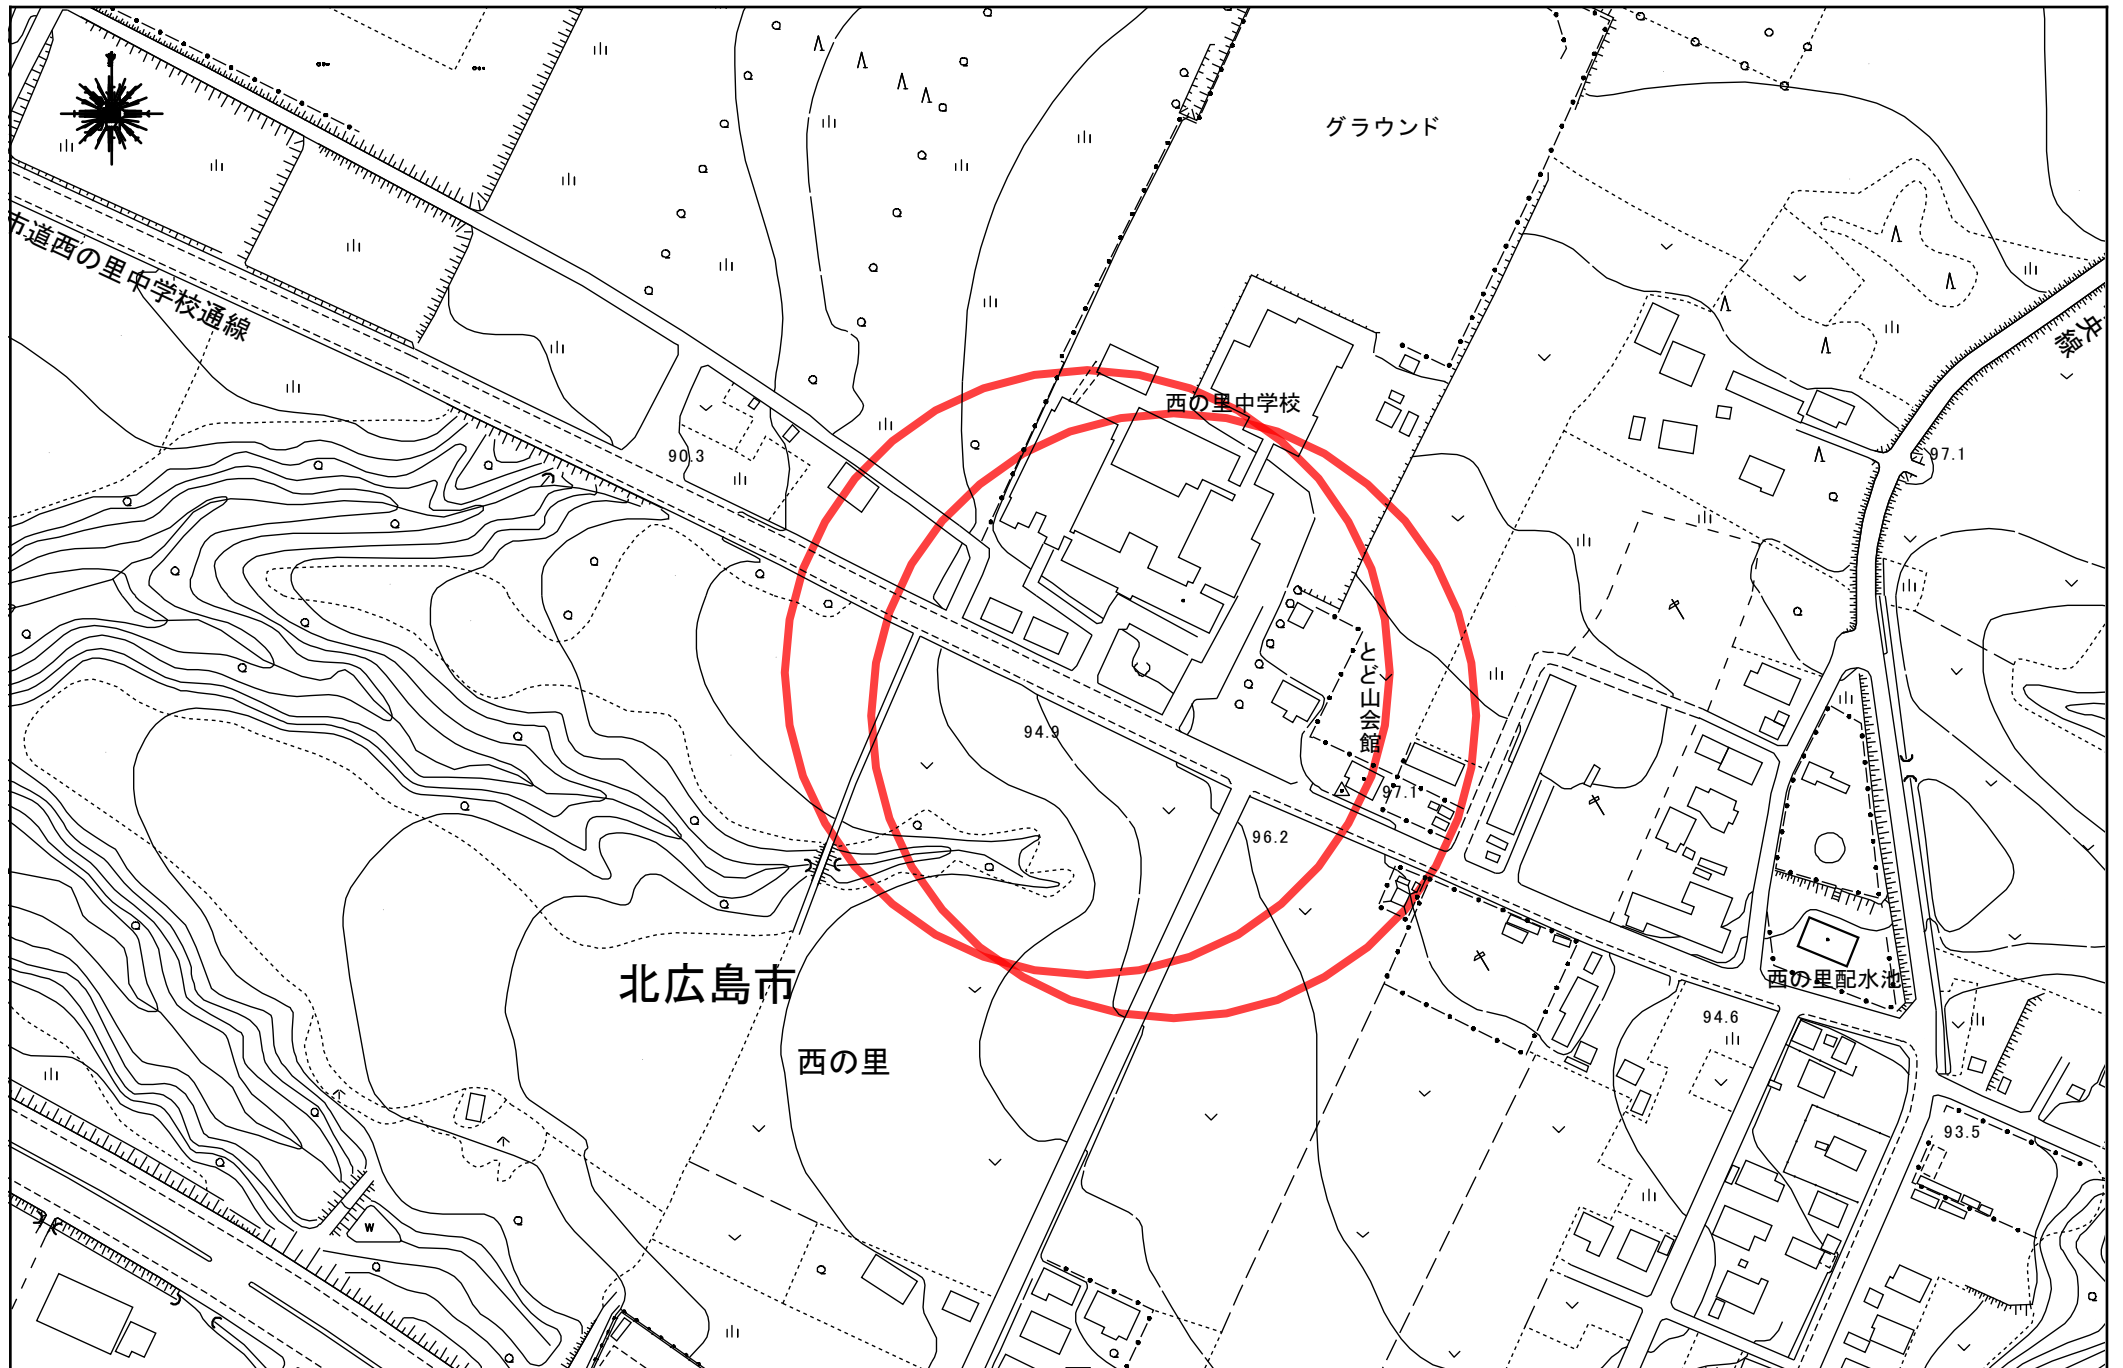 グラウンド
市道西の里中学校通線
央線
西の里中学校
90.3
97.1
とど山会館
94.9
97.1
96.2
北広島市
西の里配水池
94.6
西の里
93.5
W